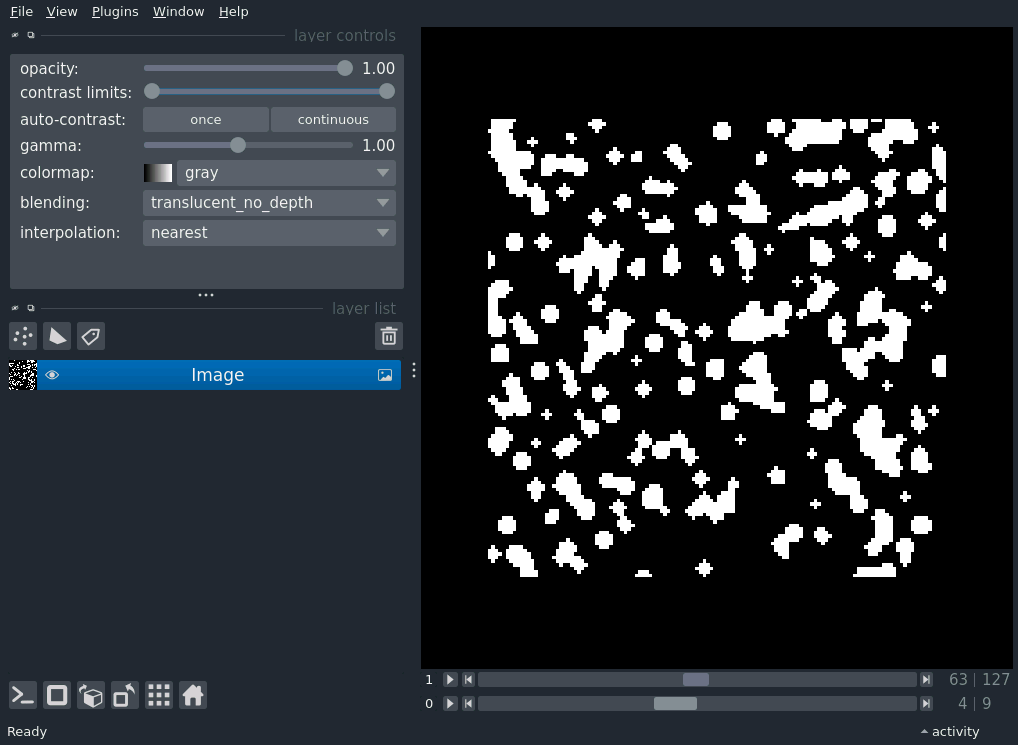 File View Plugins Window Help
layer controls
opacity: 1.00
contrast limits:
auto-contrast: once continuous
gamma: 1.00
colormap: gray
blending: translucent_no_depth
interpolation: nearest
layer list
Image
1 63 | 127
0 4 | 9
Ready activity